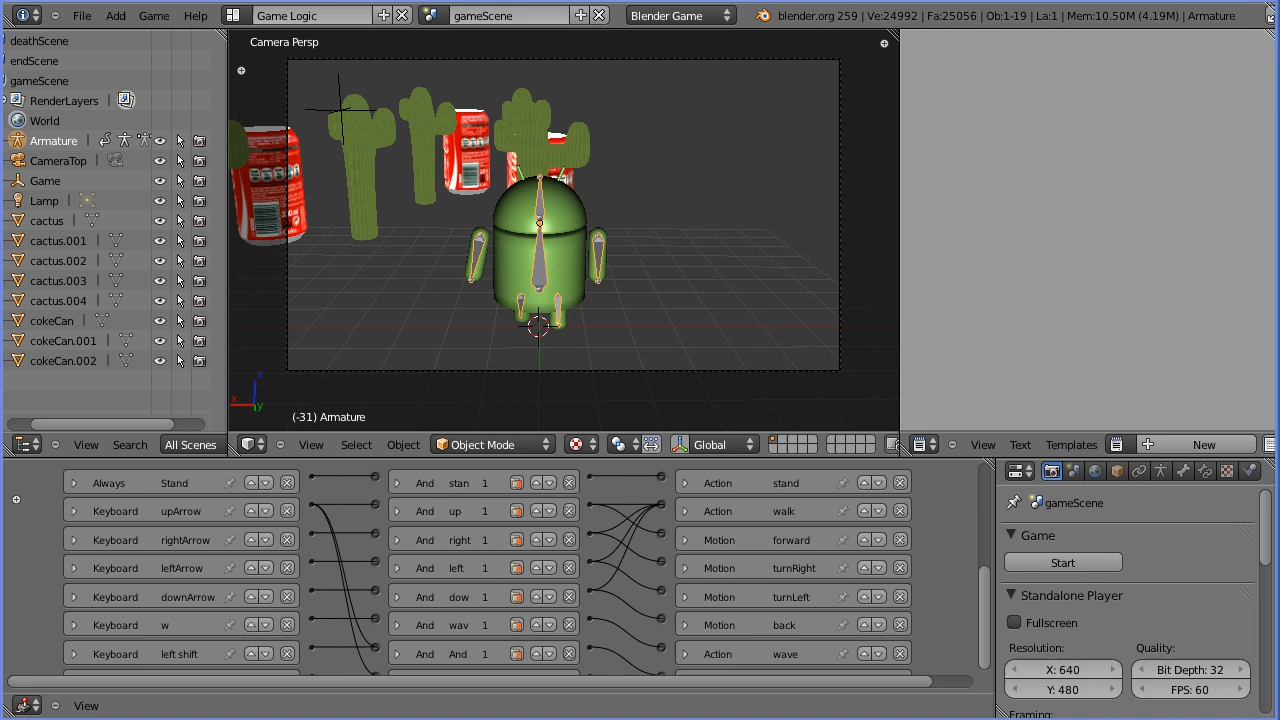 File Add Game Help Game Logic gameScene Blender Game blender.org 259 | Ve:24992 | Fa:25056 | Ob:1-19 | La:1 | Mem:10.50M (4.19M) | Armature
deathScene
endScene
gameScene
RenderLayers
World
Armature
CameraTop
Game
Lamp
cactus
cactus.001
cactus.002
cactus.003
cactus.004
cokeCan
cokeCan.001
cokeCan.002
View Search All Scenes
Camera Persp
z
x
y
(-31) Armature
View Select Object Object Mode Global
View Text Templates New
Always Stand And stan 1 Action stand
Keyboard upArrow And up 1 Action walk
Keyboard rightArrow And right 1 Motion forward
Keyboard leftArrow And left 1 Motion turnRight
Keyboard downArrow And dow 1 Motion turnLeft
Keyboard w And wav 1 Motion back
Keyboard left shift And And 1 Action wave
View
gameScene
Game
Start
Standalone Player
Fullscreen
Resolution: Quality:
X: 640 Bit Depth: 32
Y: 480 FPS: 60
Framing: